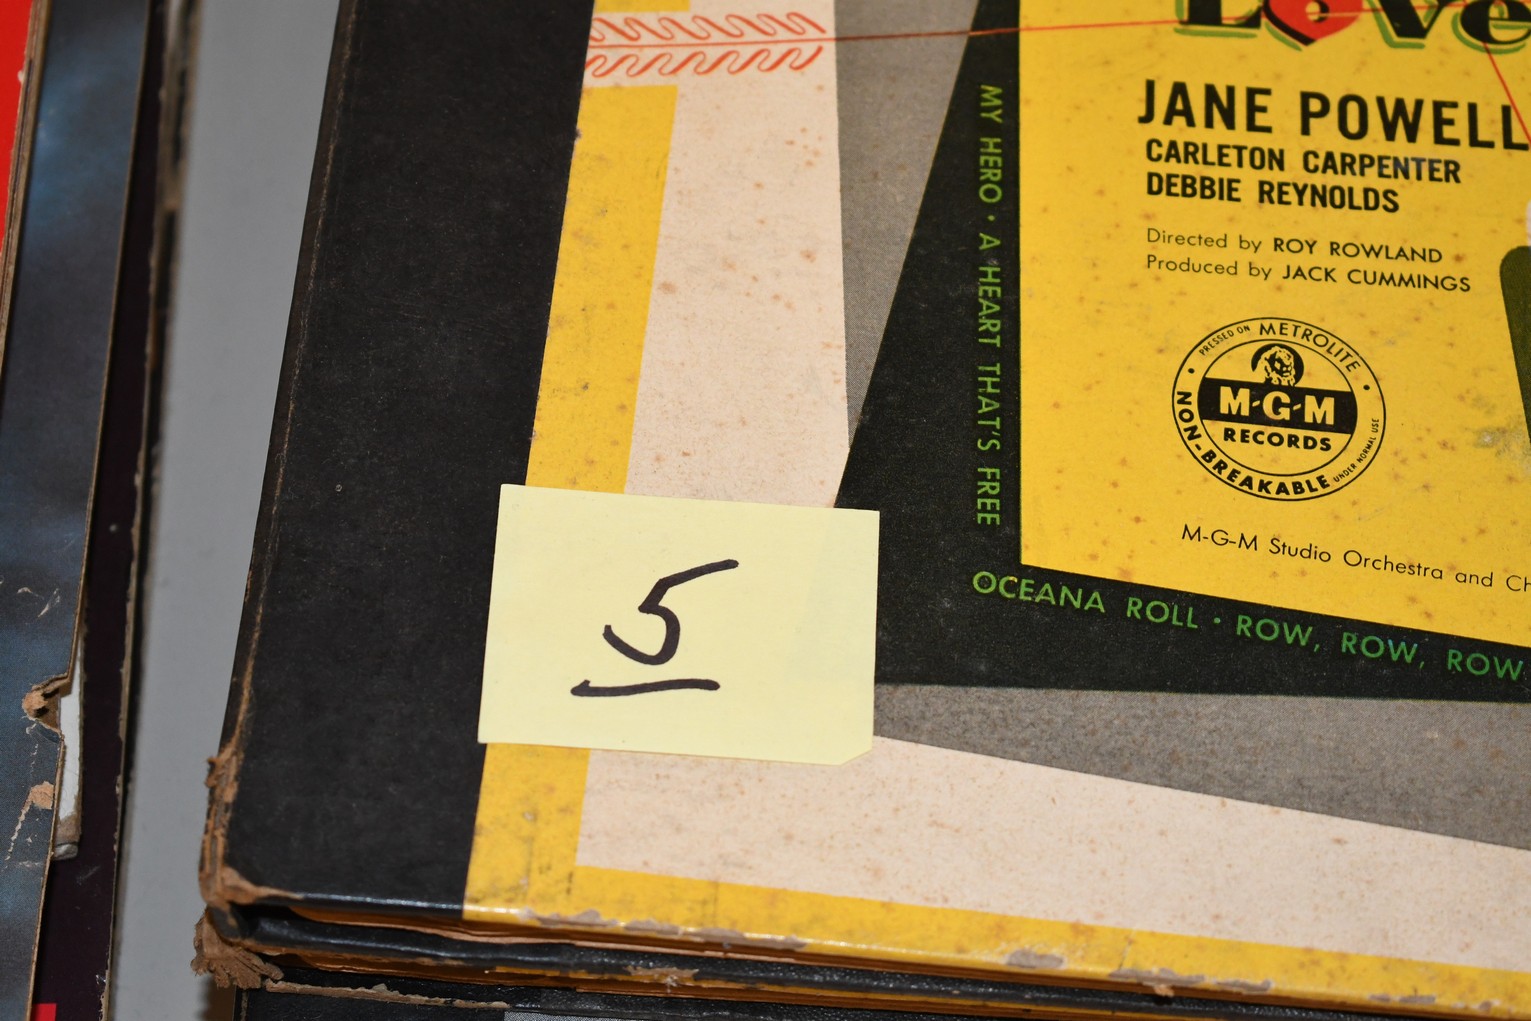 Love
JANE POWELL
CARLETON CARPENTER
DEBBIE REYNOLDS
Directed by ROY ROWLAND
Produced by JACK CUMMINGS
PRESSED ON METROLITE
M-G-M
RECORDS
NON-BREAKABLE
UNDER NORMAL USE
M-G-M Studio Orchestra and
MY HERO · A HEART THAT'S FREE
OCEANA ROLL · ROW, ROW, ROW
5